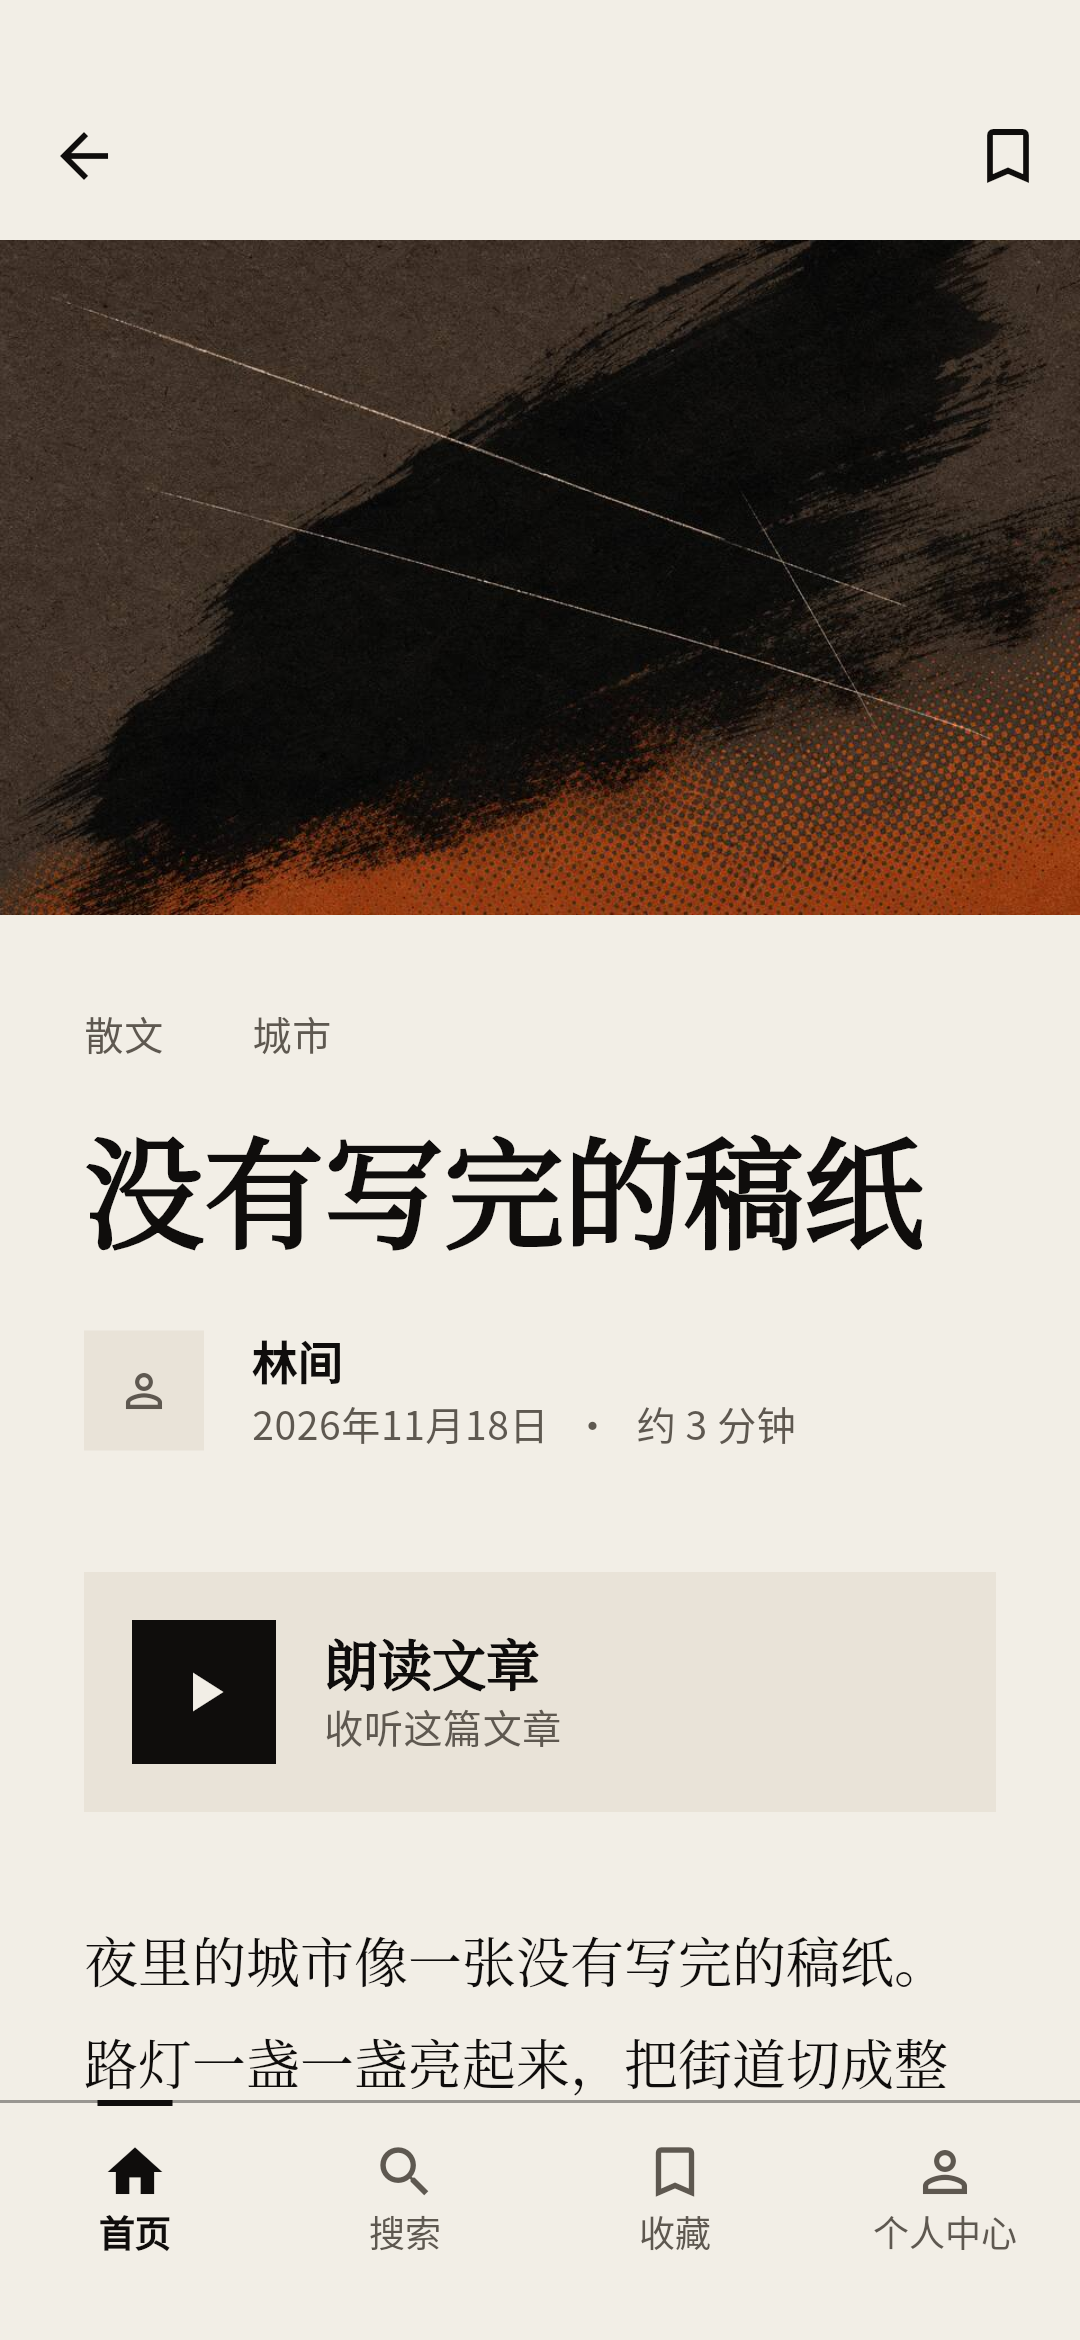 散文 城市
没有写完的稿纸
林间
2026年11月18日 · 约 3 分钟
朗读文章
收听这篇文章
夜里的城市像一张没有写完的稿纸。
路灯一盏一盏亮起来，把街道切成整
首页 搜索 收藏 个人中心